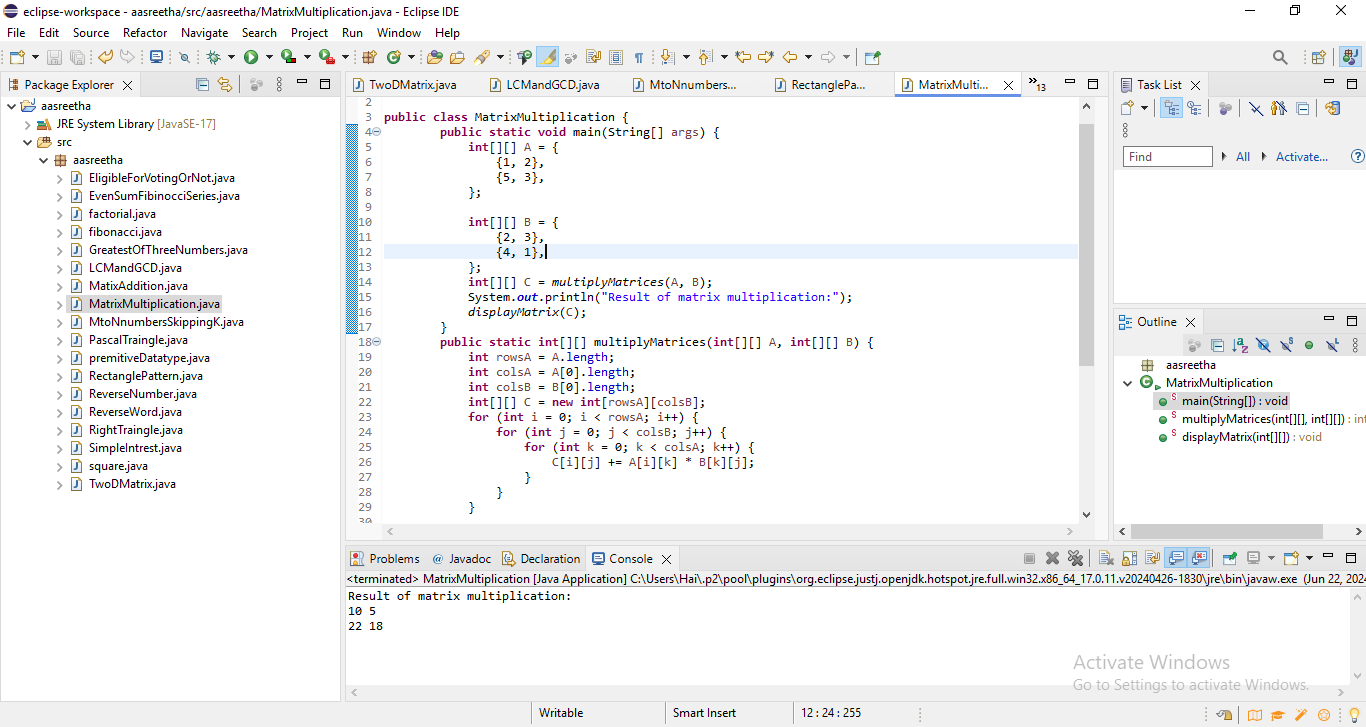 eclipse-workspace - aasreetha/src/aasreetha/MatrixMultiplication.java - Eclipse IDE
File Edit Source Refactor Navigate Search Project Run Window Help
Package Explorer
aasreetha
JRE System Library [JavaSE-17]
src
aasreetha
EligibleForVotingOrNot.java
EvenSumFibinocciSeries.java
factorial.java
fibonacci.java
GreatestOfThreeNumbers.java
LCMandGCD.java
MatixAddition.java
MatrixMultiplication.java
MtoNnumbersSkippingK.java
PascalTraingle.java
premitiveDatatype.java
RectanglePattern.java
ReverseNumber.java
ReverseWord.java
RightTraingle.java
SimpleIntrest.java
square.java
TwoDMatrix.java
TwoDMatrix.java LCMandGCD.java MtoNnumbers... RectanglePa... MatrixMulti... »13
2
3 public class MatrixMultiplication {
4 public static void main(String[] args) {
5 int[][] A = {
6 {1, 2},
7 {5, 3},
8 };
9
10 int[][] B = {
11 {2, 3},
12 {4, 1},
13 };
14 int[][] C = multiplyMatrices(A, B);
15 System.out.println("Result of matrix multiplication:");
16 displayMatrix(C);
17 }
18 public static int[][] multiplyMatrices(int[][] A, int[][] B) {
19 int rowsA = A.length;
20 int colsA = A[0].length;
21 int colsB = B[0].length;
22 int[][] C = new int[rowsA][colsB];
23 for (int i = 0; i < rowsA; i++) {
24 for (int j = 0; j < colsB; j++) {
25 for (int k = 0; k < colsA; k++) {
26 C[i][j] += A[i][k] * B[k][j];
27 }
28 }
29 }
30
Task List
Find All Activate...
Outline
aasreetha
MatrixMultiplication
main(String[]) : void
multiplyMatrices(int[][], int[][]) : int
displayMatrix(int[][]) : void
Problems Javadoc Declaration Console
<terminated> MatrixMultiplication [Java Application] C:\Users\Hai\.p2\pool\plugins\org.eclipse.justj.openjdk.hotspot.jre.full.win32.x86_64_17.0.11.v20240426-1830\jre\bin\javaw.exe (Jun 22, 202
Result of matrix multiplication:
10 5
22 18
Activate Windows
Go to Settings to activate Windows.
Writable Smart Insert 12 : 24 : 255